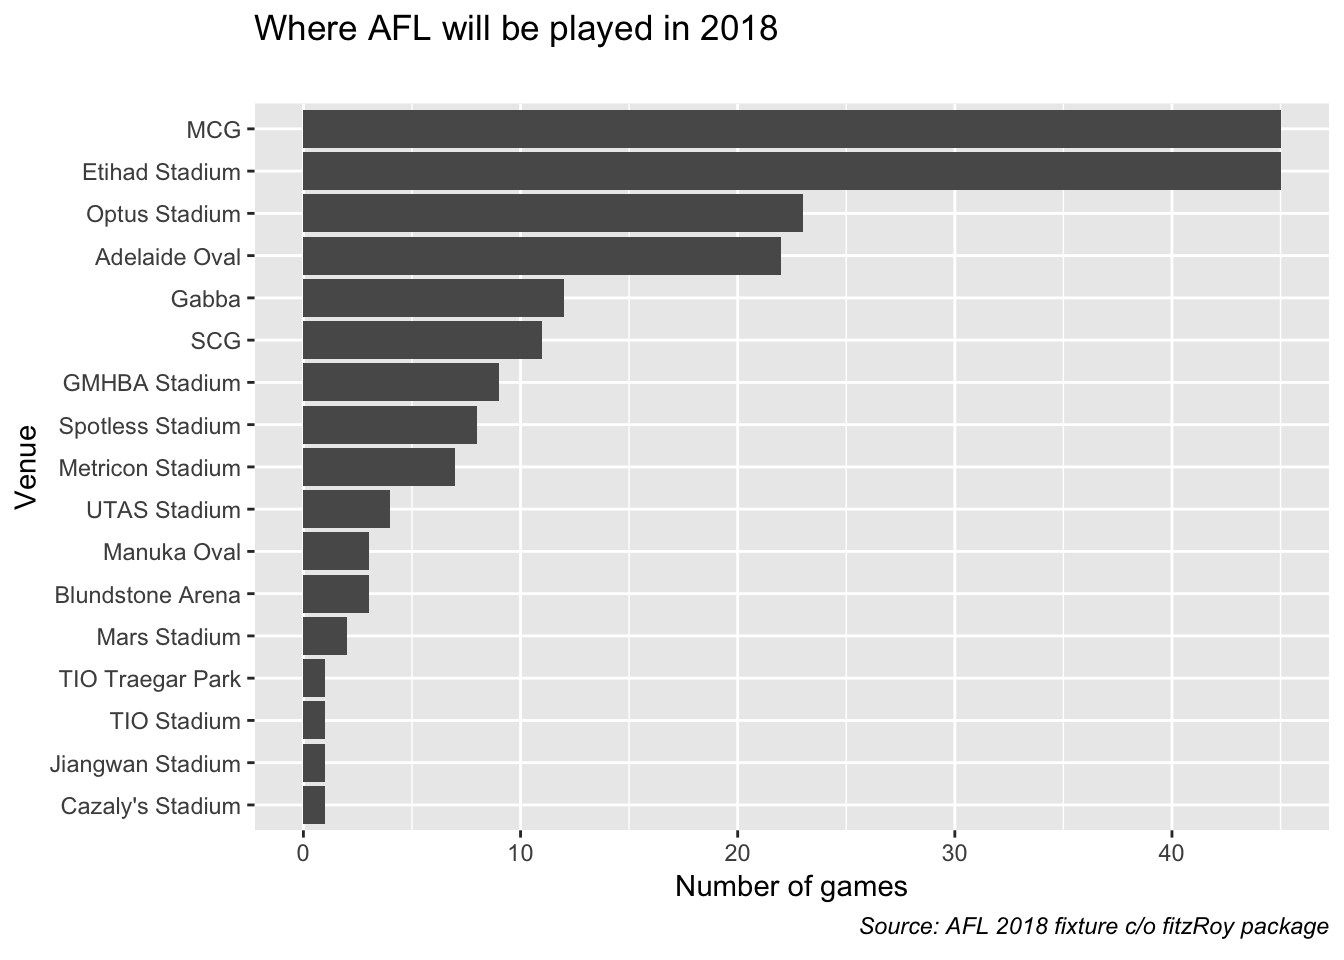 Where AFL will be played in 2018
MCG
Etihad Stadium
Optus Stadium
Adelaide Oval
Gabba
SCG
GMHBA Stadium
Spotless Stadium
Metricon Stadium
UTAS Stadium
Manuka Oval
Blundstone Arena
Mars Stadium
TIO Traegar Park
TIO Stadium
Jiangwan Stadium
Cazaly's Stadium
Venue
0 10 20 30 40
Number of games
Source: AFL 2018 fixture c/o fitzRoy package